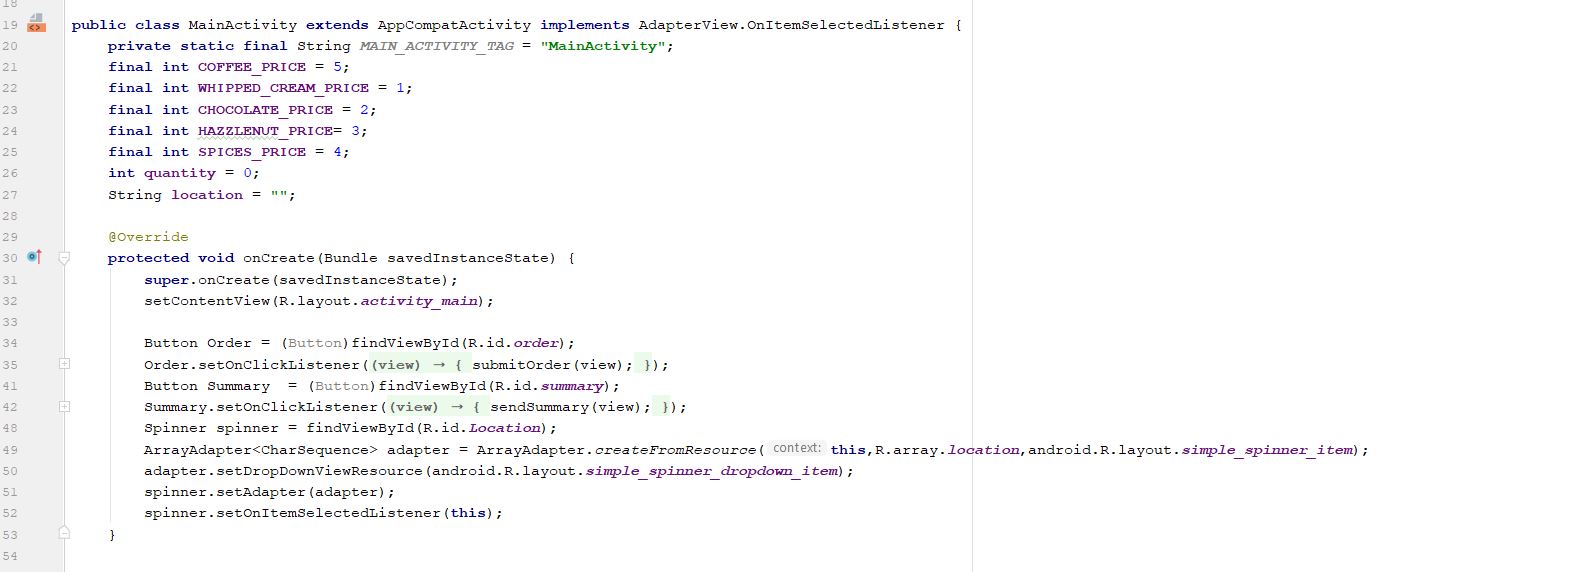 18
19 public class MainActivity extends AppCompatActivity implements AdapterView.OnItemSelectedListener {
20 private static final String MAIN_ACTIVITY_TAG = "MainActivity";
21 final int COFFEE_PRICE = 5;
22 final int WHIPPED_CREAM_PRICE = 1;
23 final int CHOCOLATE_PRICE = 2;
24 final int HAZZLENUT_PRICE= 3;
25 final int SPICES_PRICE = 4;
26 int quantity = 0;
27 String location = "";
28
29 @Override
30 protected void onCreate(Bundle savedInstanceState) {
31 super.onCreate(savedInstanceState);
32 setContentView(R.layout.activity_main);
33
34 Button Order = (Button)findViewById(R.id.order);
35 Order.setOnClickListener((view) → { submitOrder(view); });
41 Button Summary  = (Button)findViewById(R.id.summary);
42 Summary.setOnClickListener((view) → { sendSummary(view); });
48 Spinner spinner = findViewById(R.id.Location);
49 ArrayAdapter<CharSequence> adapter = ArrayAdapter.createFromResource( context: this,R.array.location,android.R.layout.simple_spinner_item);
50 adapter.setDropDownViewResource(android.R.layout.simple_spinner_dropdown_item);
51 spinner.setAdapter(adapter);
52 spinner.setOnItemSelectedListener(this);
53 }
54